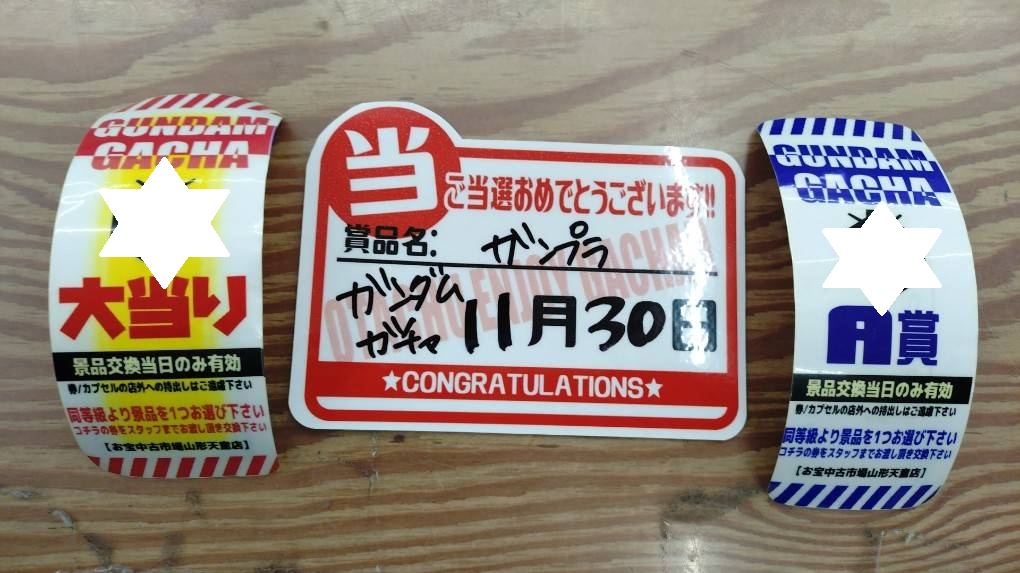 GUNDAM
GACHA
大当り
景品交換当日のみ有効
券/カプセルの店外への持出しはご遠慮下さい
同等級より景品を1つお選び下さい
コチラの券をスタッフまでお渡し頂き交換下さい
【お宝中古市場山形天童店】
当
ご当選おめでとうございます!!
賞品名: ガンプラ
ガンダム
ガチャ
11月30日
★CONGRATULATIONS★
GUNDAM
GACHA
A賞
景品交換当日のみ有効
券/カプセルの店外への持出しはご遠慮下さい
同等級より景品を1つお選び下さい
コチラの券をスタッフまでお渡し頂き交換下さい
【お宝中古市場山形天童店】